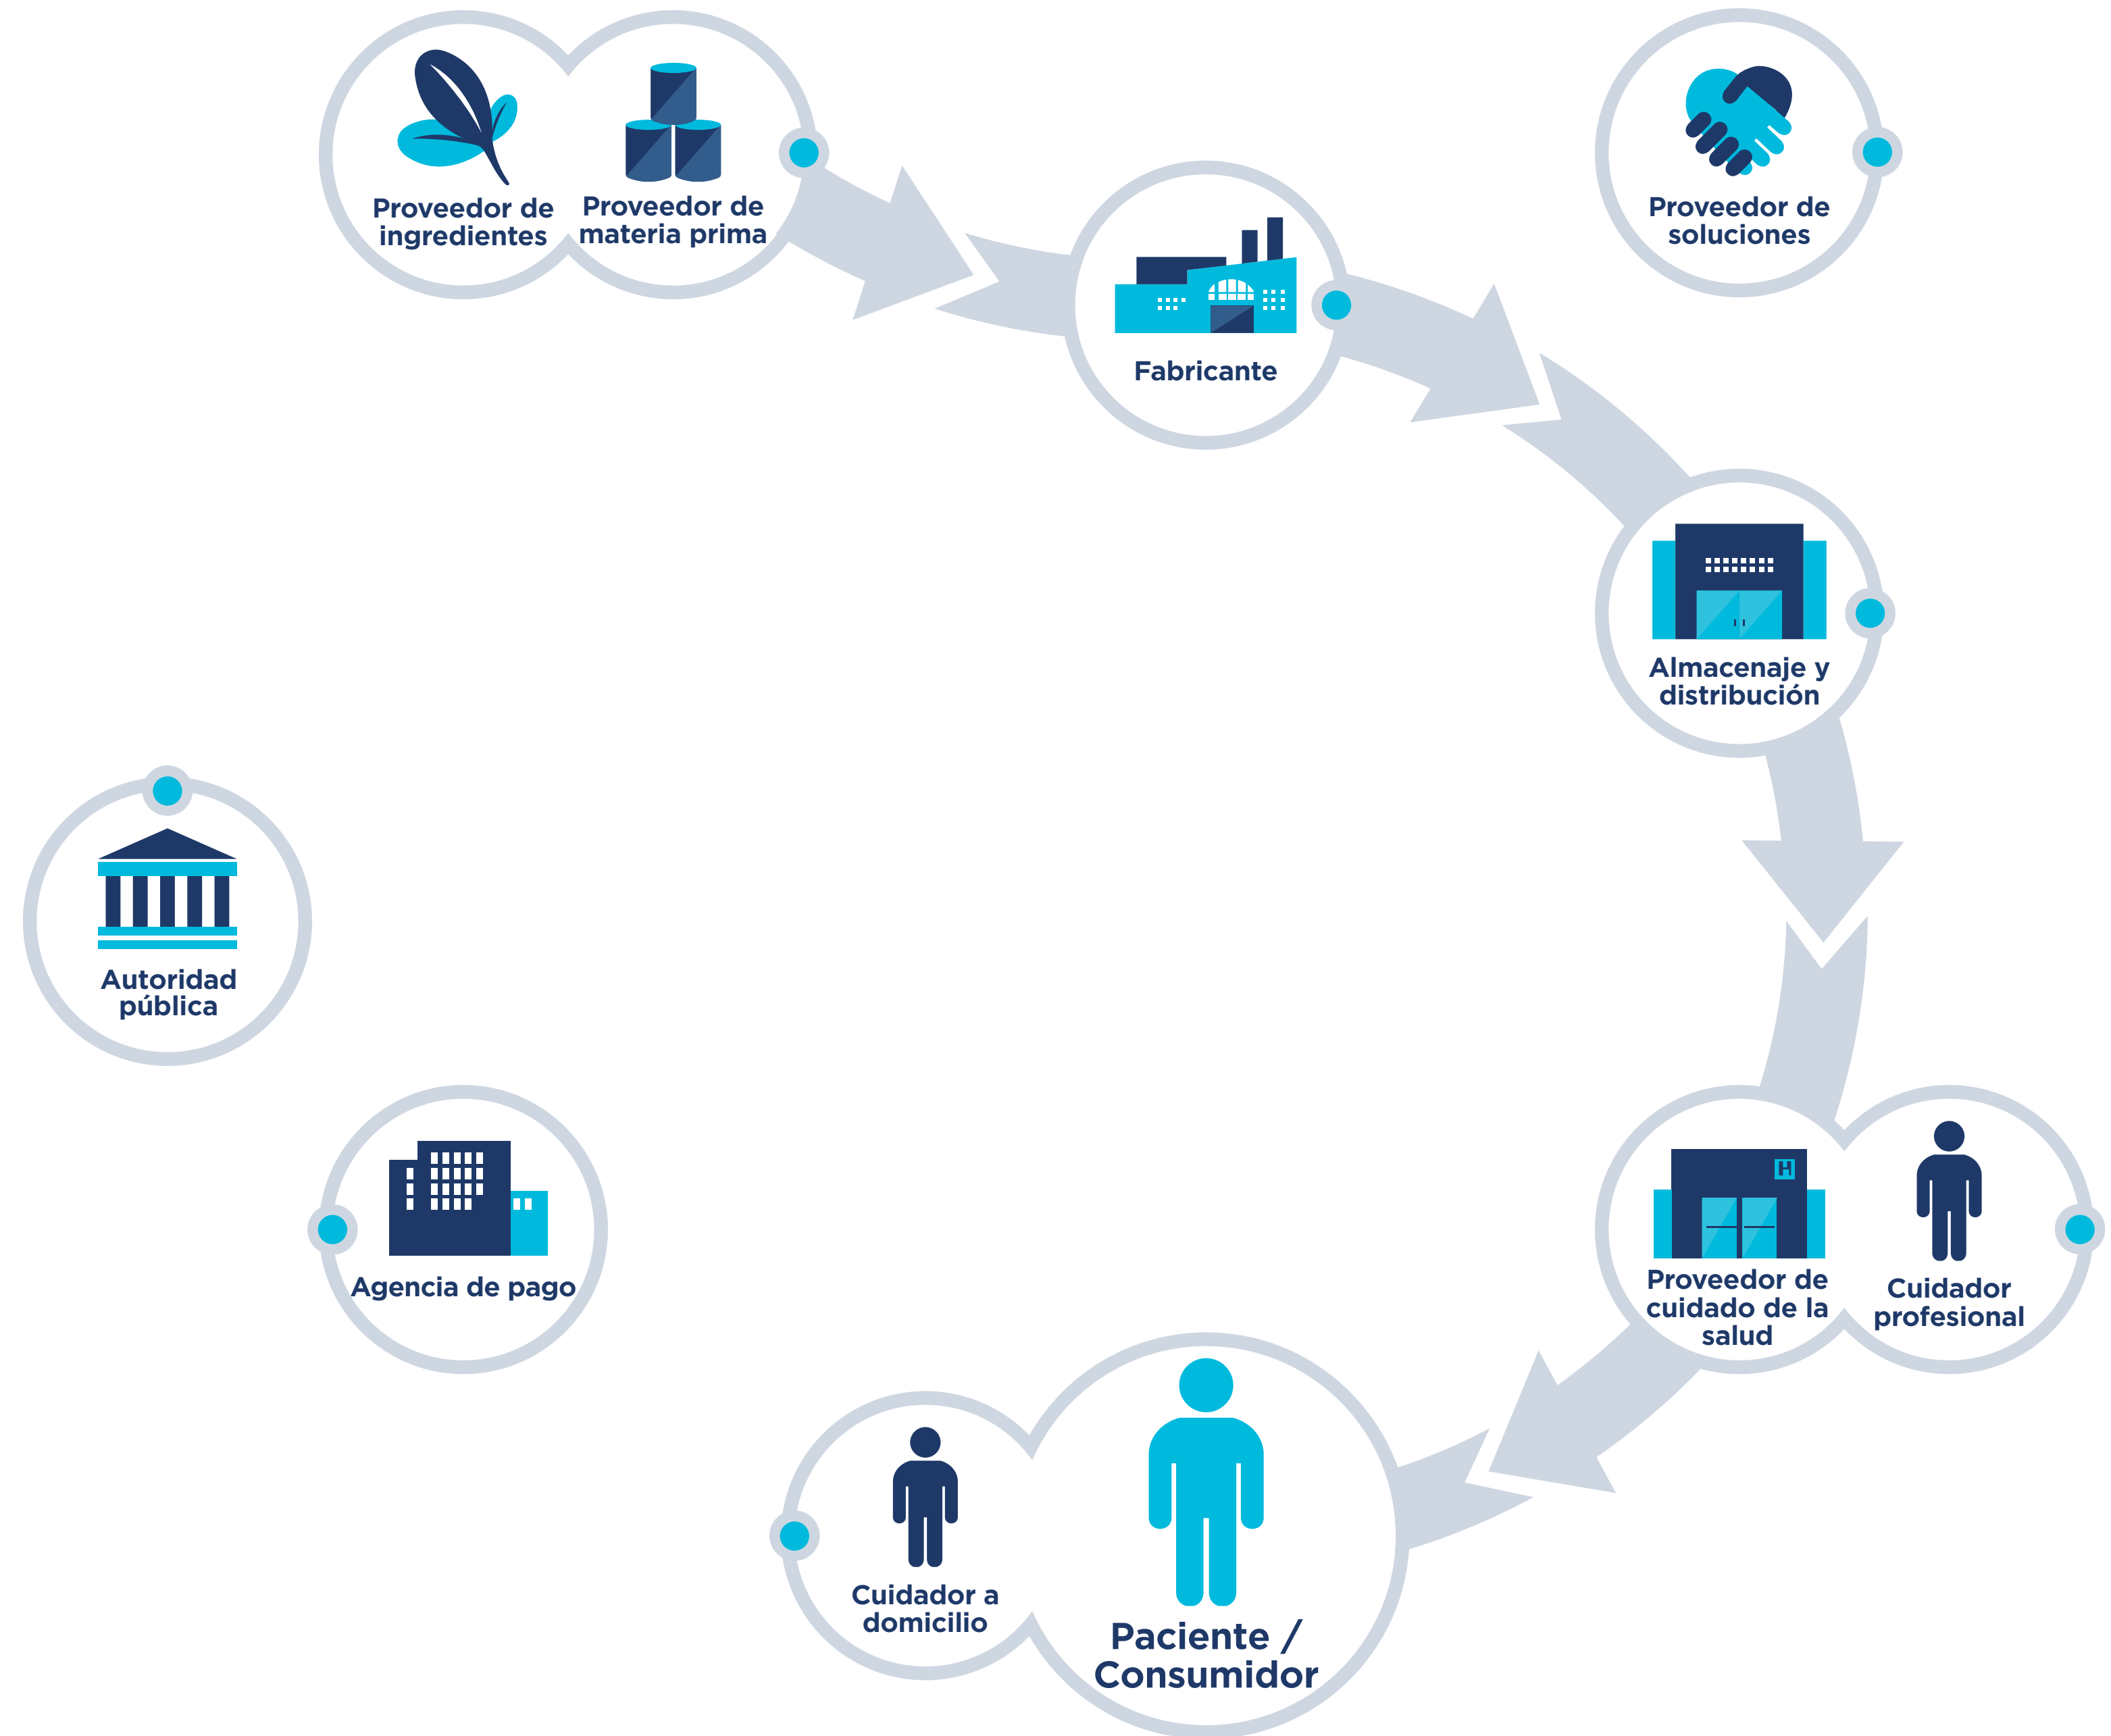 Proveedor de
ingredientes
Proveedor de
materia prima
Proveedor de
soluciones
Fabricante
Almacenaje y
distribución
Autoridad
pública
Agencia de pago
H
Proveedor de
cuidado de la
salud
Cuidador
profesional
Cuidador a
domicilio
Paciente /
Consumidor